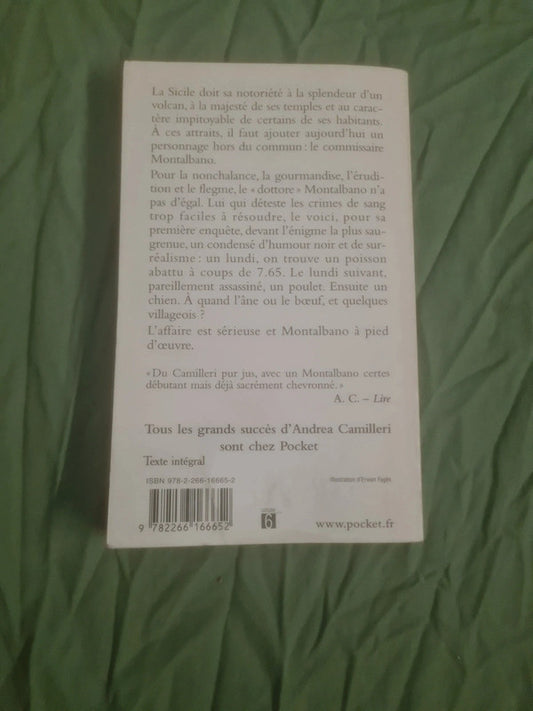 La Sicile doit sa notoriété à la splendeur d'un
volcan, à la majesté de ses temples et au carac-
tère impitoyable de certains de ses habitants.
À ces attraits, il faut ajouter aujourd'hui un
personnage hors du commun : le commissaire
Montalbano.
Pour la nonchalance, la gourmandise, l'érudi-
tion et le flegme, le « dottore » Montalbano n'a
pas d'égal. Lui qui déteste les crimes de sang
trop faciles à résoudre, le voici, pour sa
première enquête, devant l'énigme la plus sau-
grenue, un condensé d'humour noir et de sur-
réalisme : un lundi, on trouve un poisson
abattu à coups de 7.65. Le lundi suivant,
pareillement assassiné, un poulet. Ensuite un
chien. À quand l'âne ou le bœuf, et quelques
villageois ?
L'affaire est sérieuse et Montalbano à pied
d'œuvre.
« Du Camilleri pur jus, avec un Montalbano certes
débutant mais déjà sacrément chevronné. »
A. C. – Lire
Tous les grands succès d'Andrea Camilleri
sont chez Pocket
Texte intégral
ISBN 978-2-266-16665-2
Illustration d'Erwan Fagès
9 782266 166652
6
www.pocket.fr